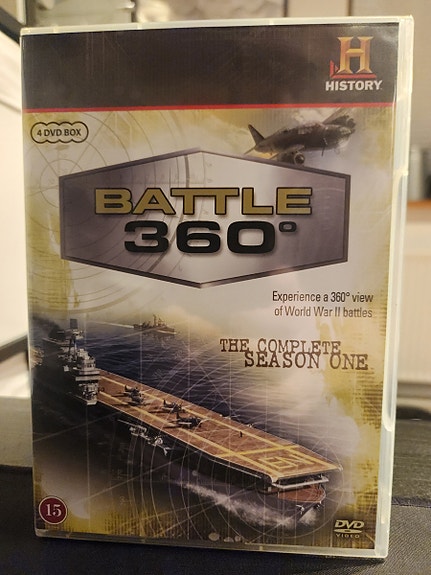 H
HISTORY
4 DVD BOX
BATTLE
360°
Experience a 360° view
of World War II battles
THE COMPLETE
SEASON ONE
15
DVD
VIDEO